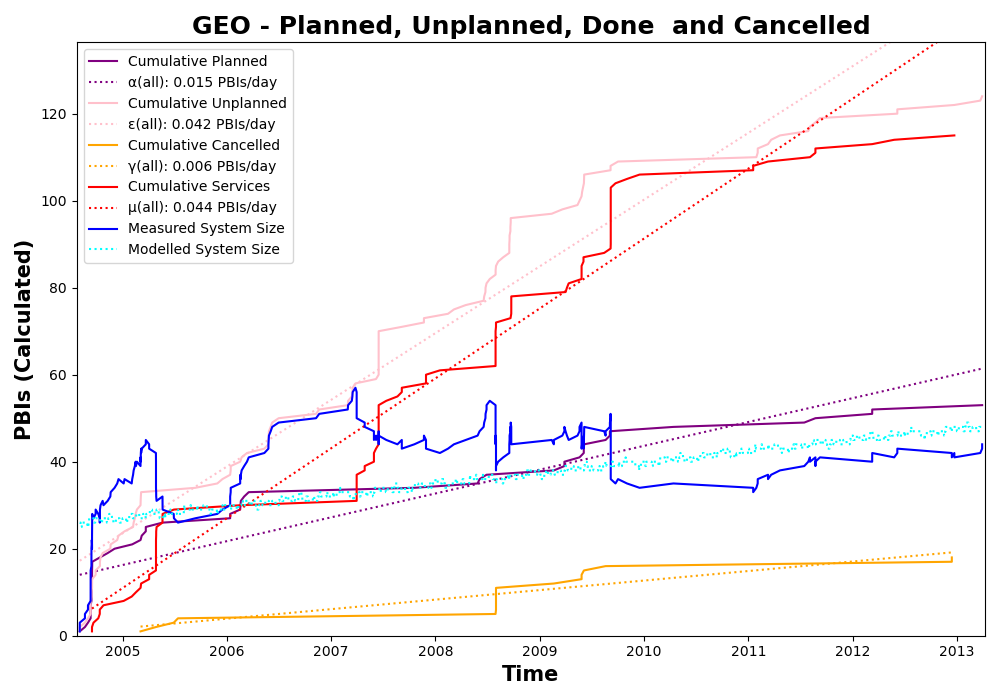 GEO - Planned, Unplanned, Done  and Cancelled
Cumulative Planned
α(all): 0.015 PBIs/day
Cumulative Unplanned
ε(all): 0.042 PBIs/day
Cumulative Cancelled
γ(all): 0.006 PBIs/day
Cumulative Services
μ(all): 0.044 PBIs/day
Measured System Size
Modelled System Size
PBIs (Calculated)
120
100
80
60
40
20
0
2005 2006 2007 2008 2009 2010 2011 2012 2013
Time